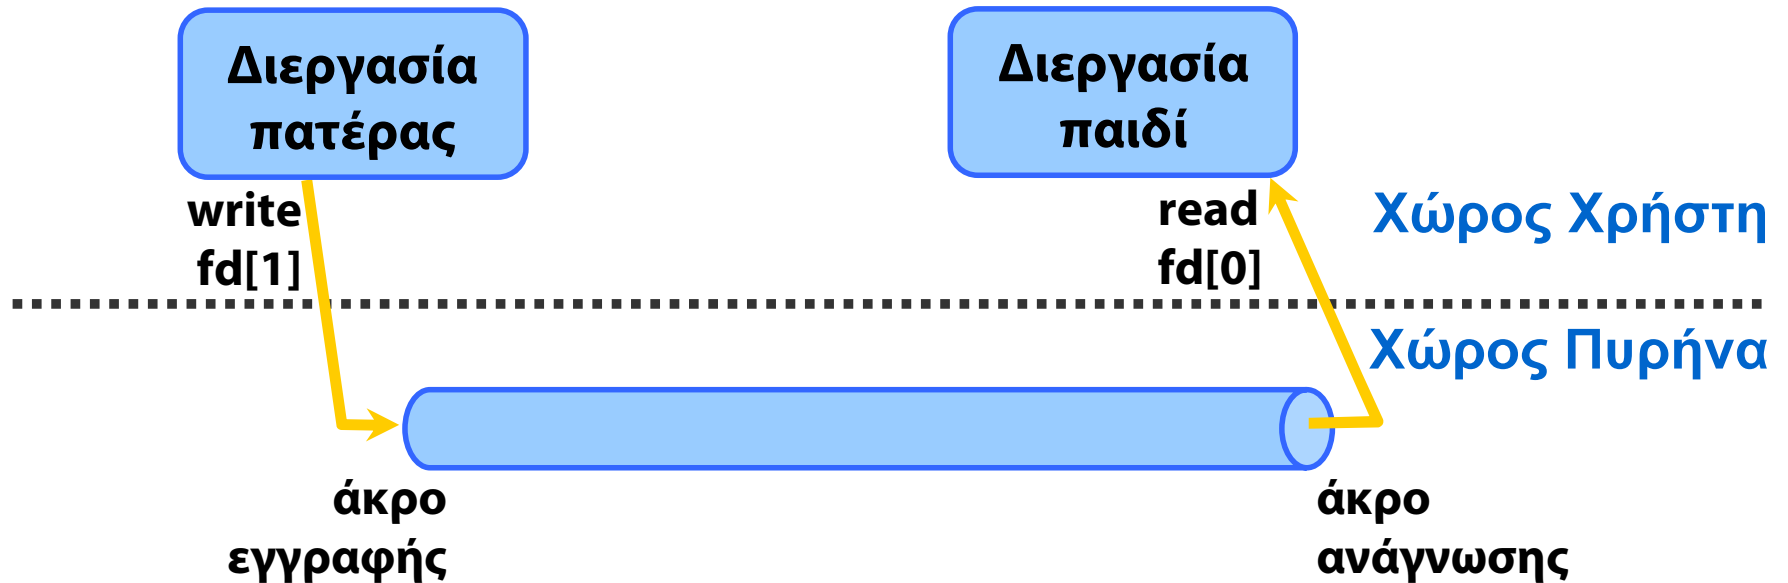 Διεργασία
πατέρας
Διεργασία
παιδί
write
fd[1]
read
fd[0]
Χώρος Χρήστη
Χώρος Πυρήνα
άκρο
εγγραφής
άκρο
ανάγνωσης